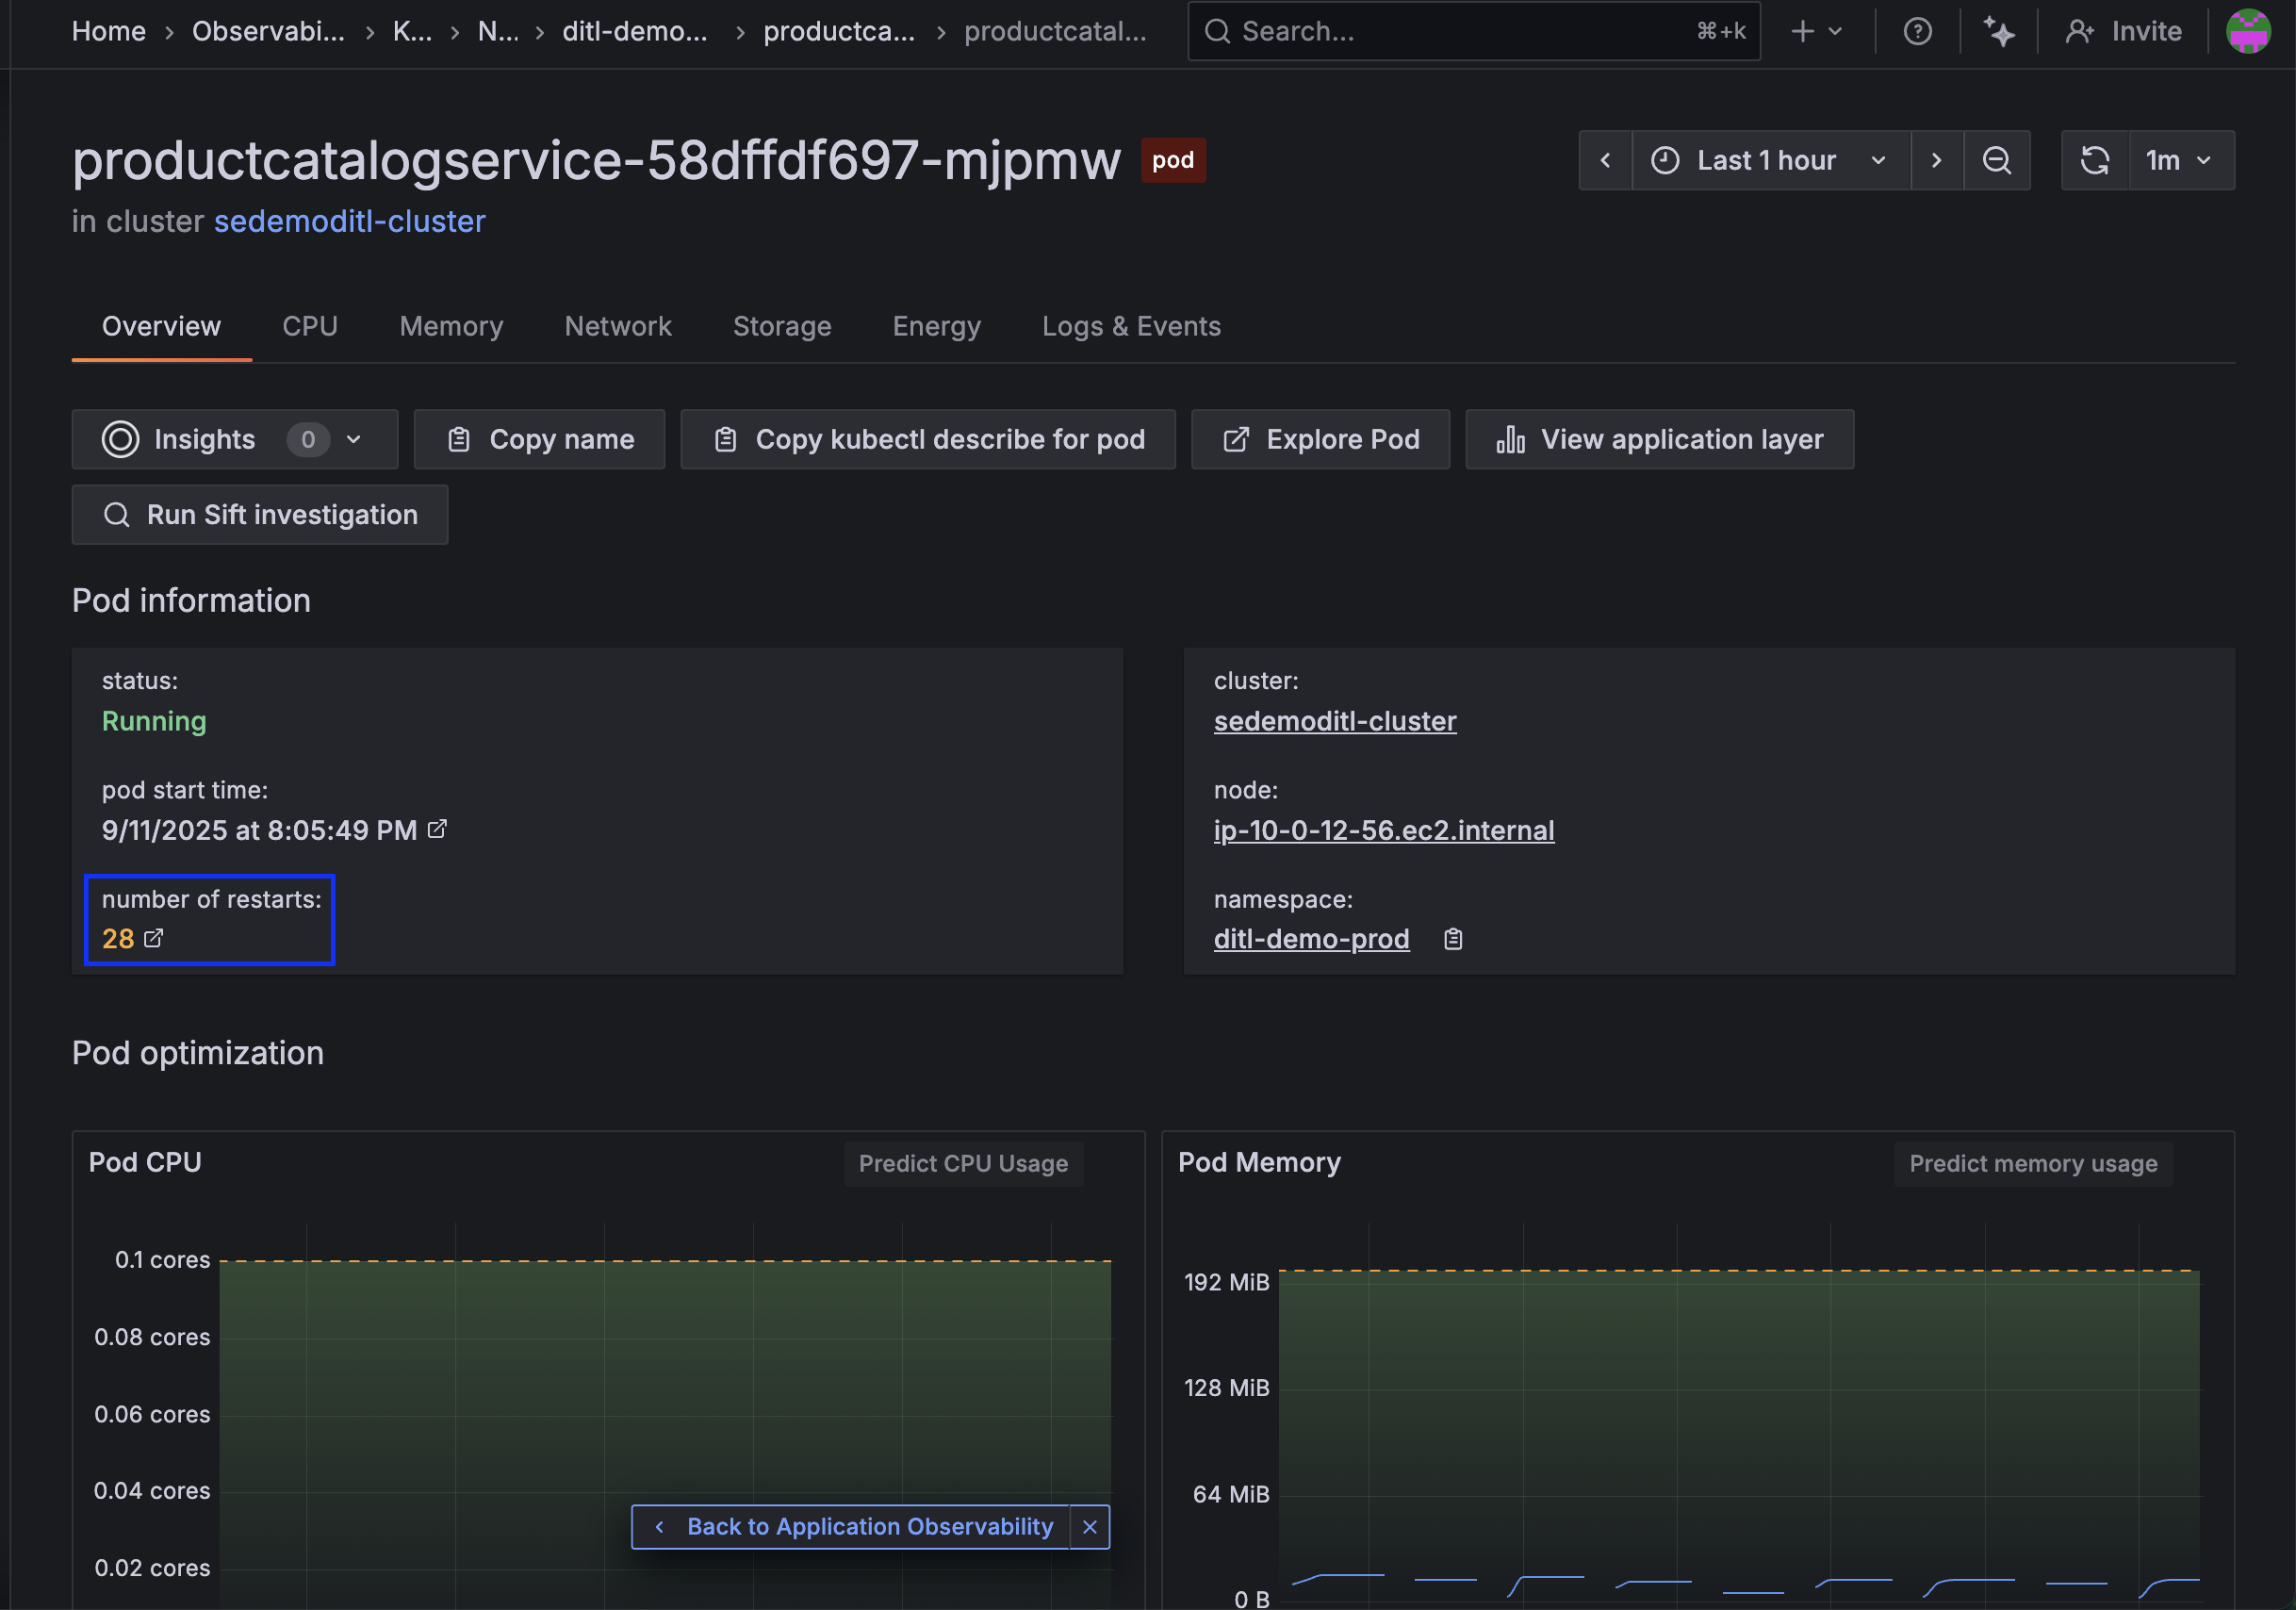 Home › Observabi... › K... › N... › ditl-demo... › productca... › productcatal...
Search... ⌘+k
Invite
productcatalogservice-58dffdf697-mjpmw pod
Last 1 hour
1m
in cluster sedemoditl-cluster
Overview CPU Memory Network Storage Energy Logs & Events
Insights 0 Copy name Copy kubectl describe for pod Explore Pod View application layer
Run Sift investigation
Pod information
status:
Running
pod start time:
9/11/2025 at 8:05:49 PM
number of restarts:
28
cluster:
sedemoditl-cluster
node:
ip-10-0-12-56.ec2.internal
namespace:
ditl-demo-prod
Pod optimization
Pod CPU
Predict CPU Usage
0.1 cores
0.08 cores
0.06 cores
0.04 cores
0.02 cores
Back to Application Observability
Pod Memory
Predict memory usage
192 MiB
128 MiB
64 MiB
0 B